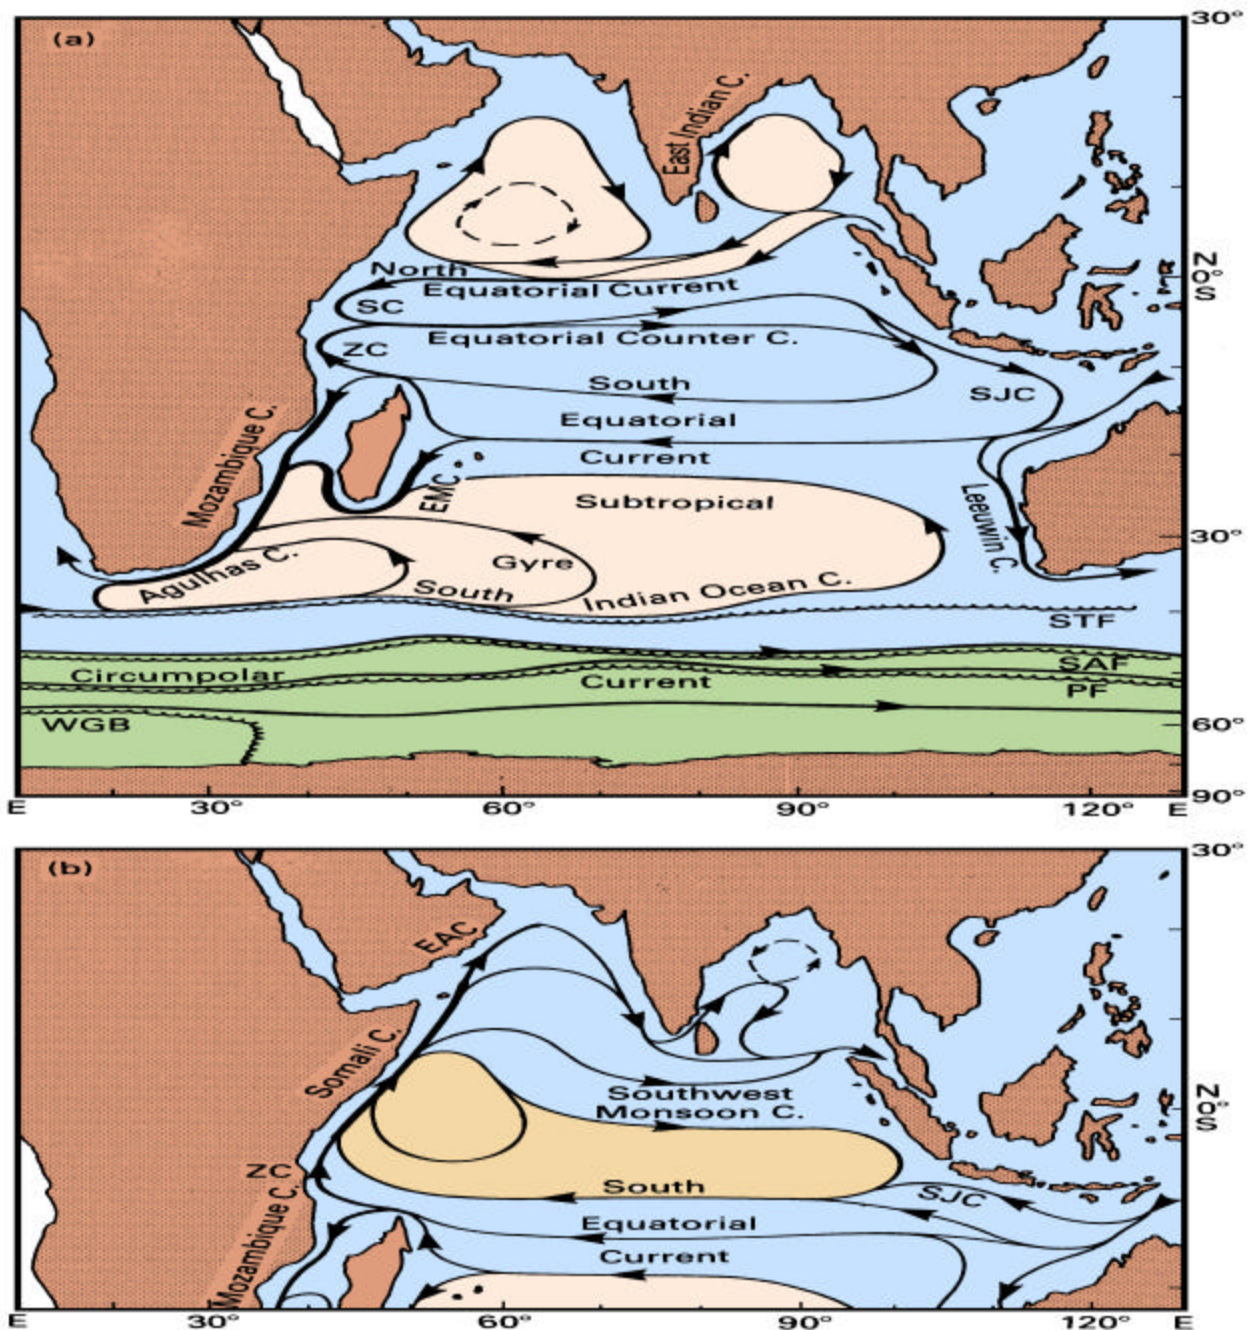 (a)
30°
East Indian C.
North
Equatorial Current
N
0°
S
SC
Equatorial Counter C.
ZC
South
SJC
Equatorial
Current
Mozambique C.
EMC
Subtropical
Leeuwin C.
30°
Gyre
Agulhas C.
South
Indian Ocean C.
STF
SAF
Circumpolar
Current
PF
WGB
60°
90°
E
30°
60°
90°
120°
E
(b)
30°
EAC
Somali C.
Southwest
Monsoon C.
N
0°
S
ZC
South
SJC
Mozambique C.
Equatorial
Current
E
30°
60°
90°
120°
E